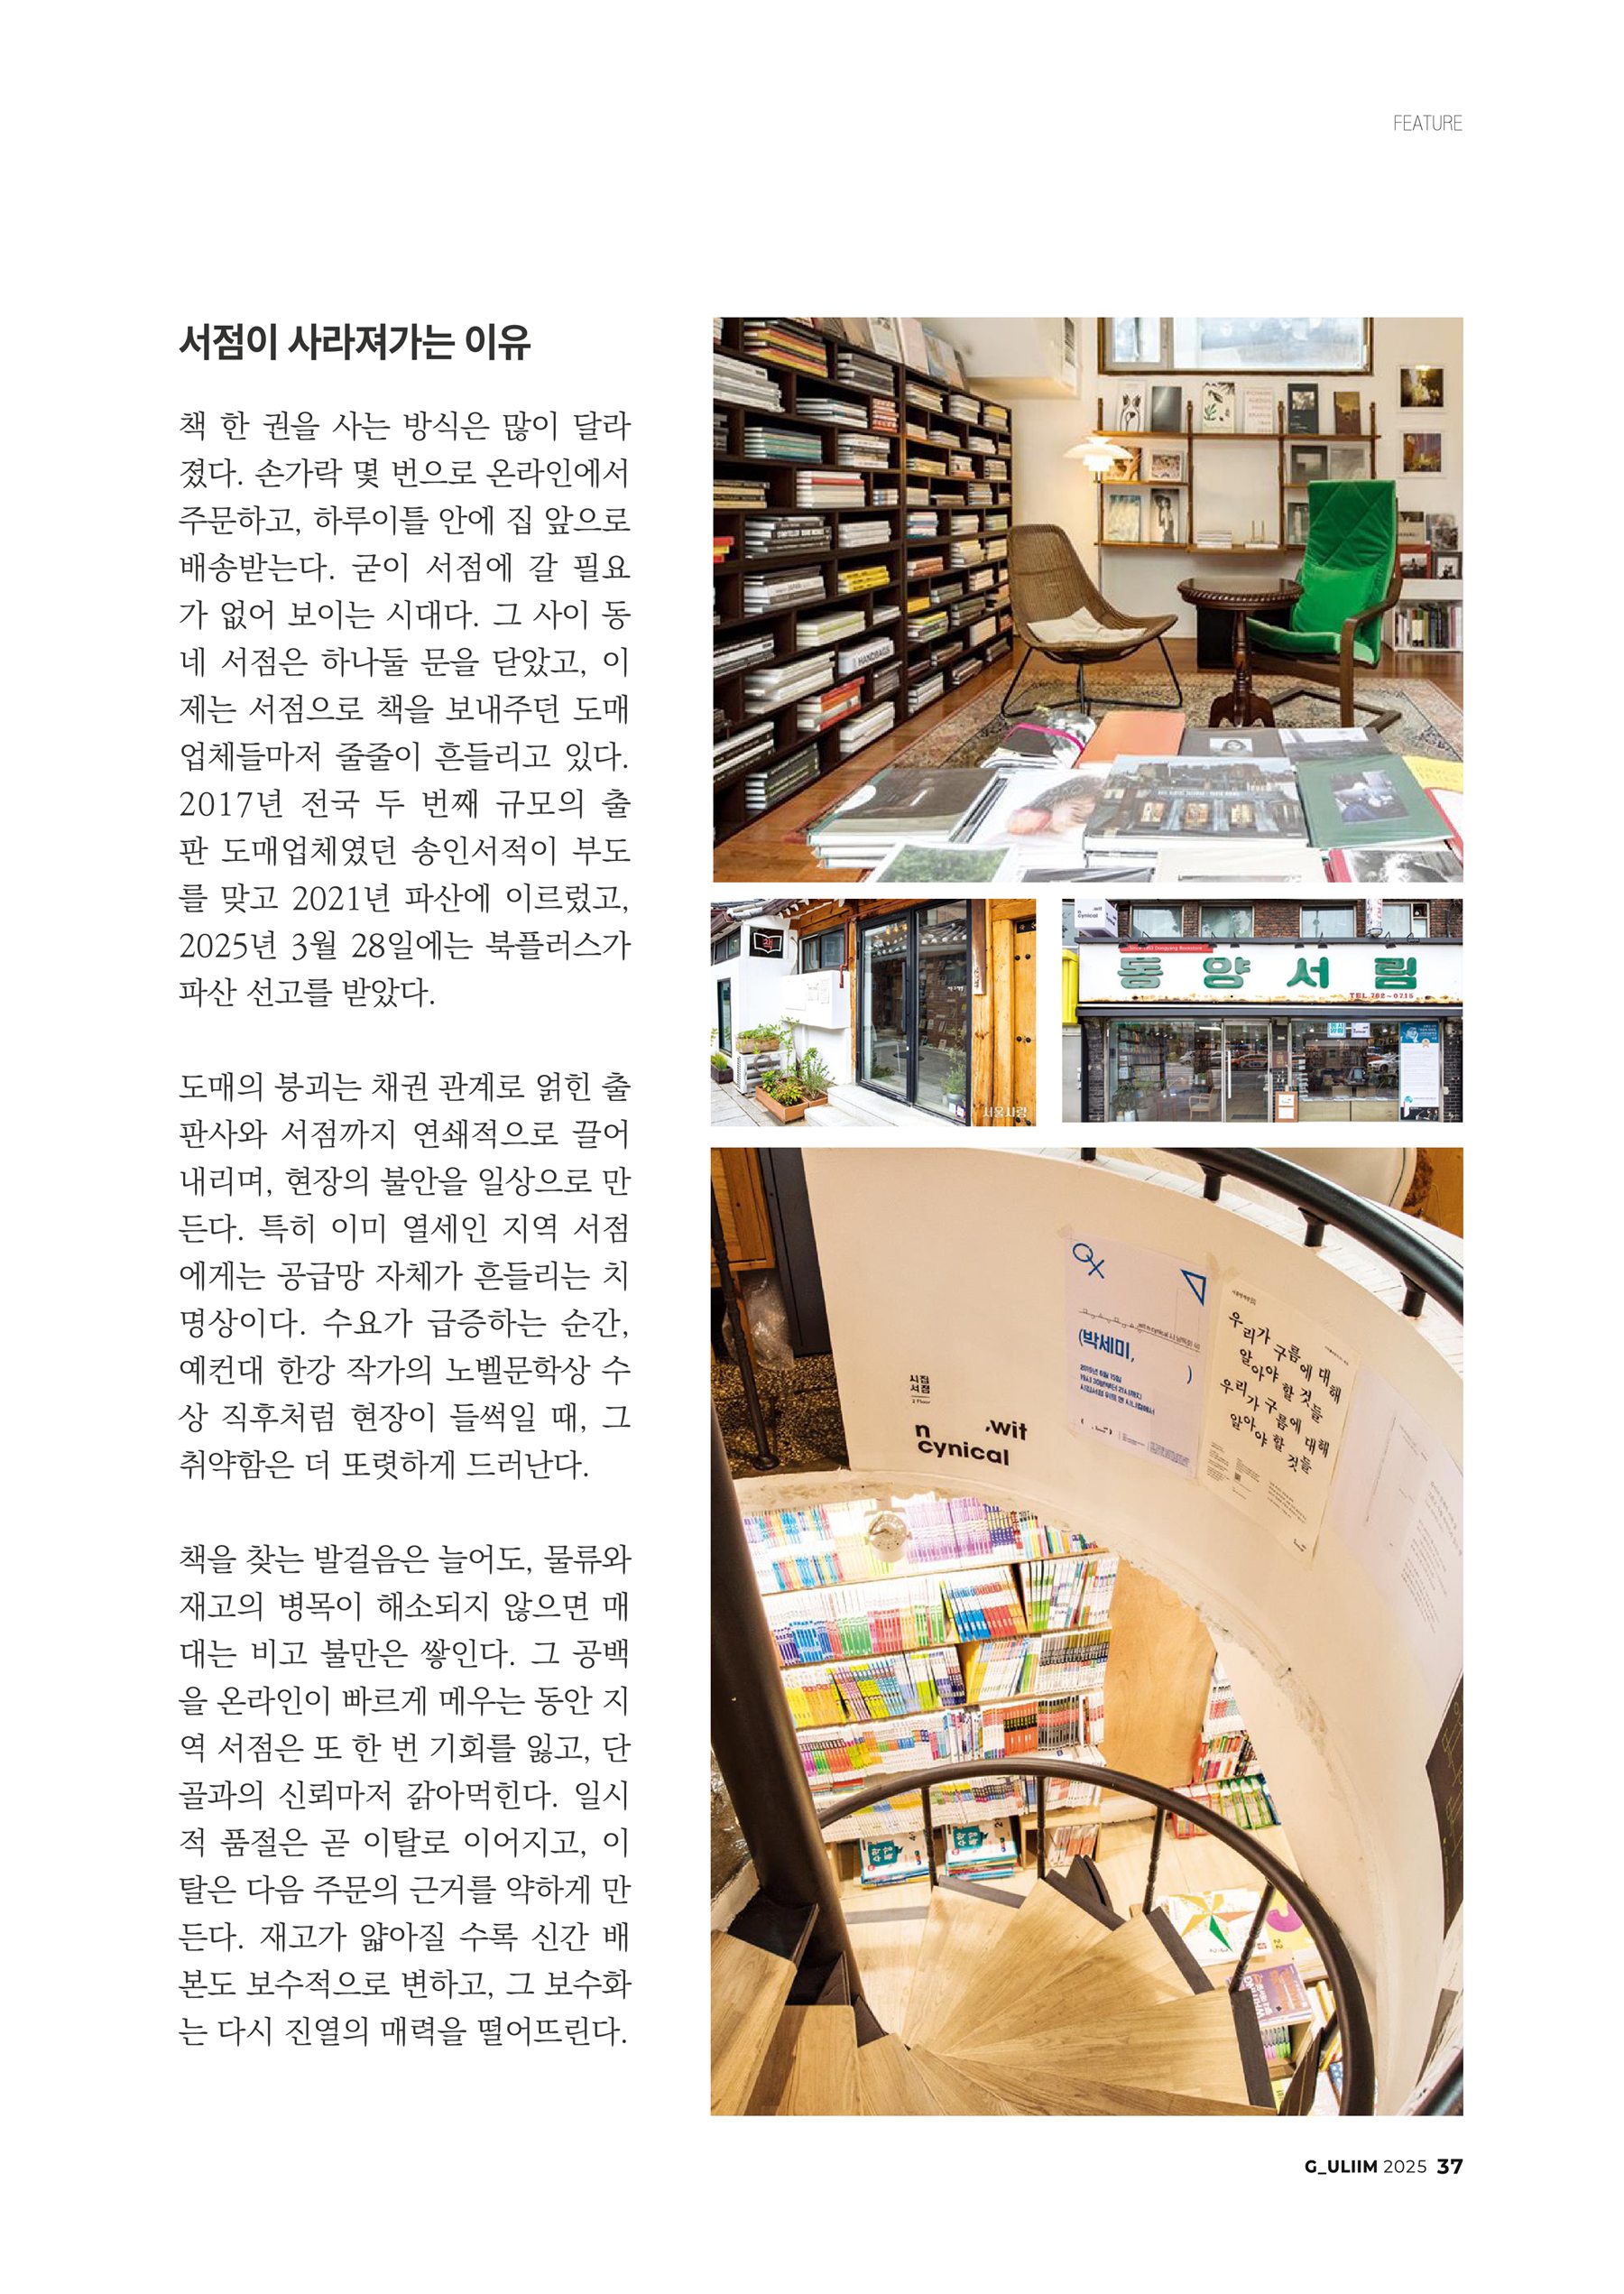 FEATURE
서점이 사라져가는 이유
책 한 권을 사는 방식은 많이 달라
졌다. 손가락 몇 번으로 온라인에서
주문하고, 하루이틀 안에 집 앞으로
배송받는다. 굳이 서점에 갈 필요
가 없어 보이는 시대다. 그 사이 동
네 서점은 하나둘 문을 닫았고, 이
제는 서점으로 책을 보내주던 도매
업체들마저 줄줄이 흔들리고 있다.
2017년 전국 두 번째 규모의 출
판 도매업체였던 송인서적이 부도
를 맞고 2021년 파산에 이르렀고,
2025년 3월 28일에는 북플러스가
파산 선고를 받았다.
도매의 붕괴는 채권 관계로 얽힌 출
판사와 서점까지 연쇄적으로 끌어
내리며, 현장의 불안을 일상으로 만
든다. 특히 이미 열세인 지역 서점
에게는 공급망 자체가 흔들리는 치
명상이다. 수요가 급증하는 순간,
예컨대 한강 작가의 노벨문학상 수
상 직후처럼 현장이 들썩일 때, 그
취약함은 더 또렷하게 드러난다.
책을 찾는 발걸음은 늘어도, 물류와
재고의 병목이 해소되지 않으면 매
대는 비고 불만은 쌓인다. 그 공백
을 온라인이 빠르게 메우는 동안 지
역 서점은 또 한 번 기회를 잃고, 단
골과의 신뢰마저 갉아먹힌다. 일시
적 품절은 곧 이탈로 이어지고, 이
탈은 다음 주문의 근거를 약하게 만
든다. 재고가 얇아질 수록 신간 배
본도 보수적으로 변하고, 그 보수화
는 다시 진열의 매력을 떨어뜨린다.
HANDBAGS
책
서울서림
wit
n
cynical
동양서림
TEL.762-0715
시집
서점
2 Floor
n ,wit
cynical
(박세미,
)
우리가 구름에 대해
알아야 할 것들
우리가 구름에 대해
알아야 할 것들
G_ULIIM 2025 37